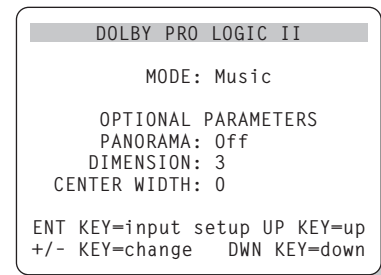 DOLBY PRO LOGIC II
MODE: Music
OPTIONAL PARAMETERS
PANORAMA: Off
DIMENSION: 3
CENTER WIDTH: 0
ENT KEY=input setup UP KEY=up
+/- KEY=change DWN KEY=down